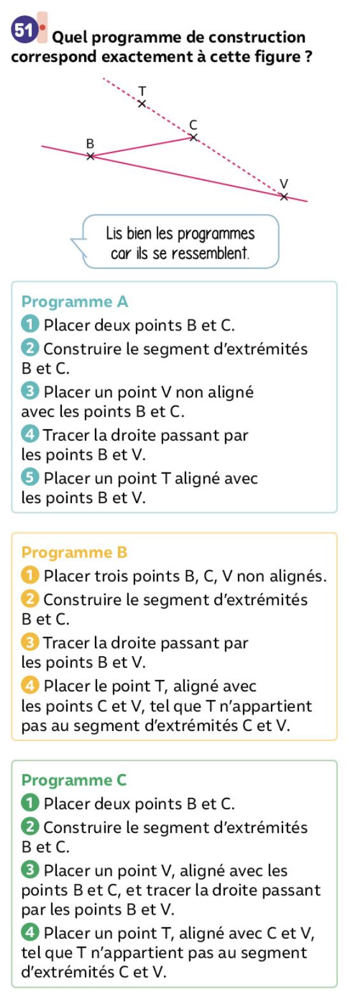 51 Quel programme de construction
correspond exactement à cette figure ?
T
C
B
V
Lis bien les programmes
car ils se ressemblent.
Programme A
1 Placer deux points B et C.
2 Construire le segment d’extrémités
B et C.
3 Placer un point V non aligné
avec les points B et C.
4 Tracer la droite passant par
les points B et V.
5 Placer un point T aligné avec
les points B et V.
Programme B
1 Placer trois points B, C, V non alignés.
2 Construire le segment d’extrémités
B et C.
3 Tracer la droite passant par
les points B et V.
4 Placer le point T, aligné avec
les points C et V, tel que T n’appartient
pas au segment d’extrémités C et V.
Programme C
1 Placer deux points B et C.
2 Construire le segment d’extrémités
B et C.
3 Placer un point V, aligné avec les
points B et C, et tracer la droite passant
par les points B et V.
4 Placer un point T, aligné avec C et V,
tel que T n’appartient pas au segment
d’extrémités C et V.